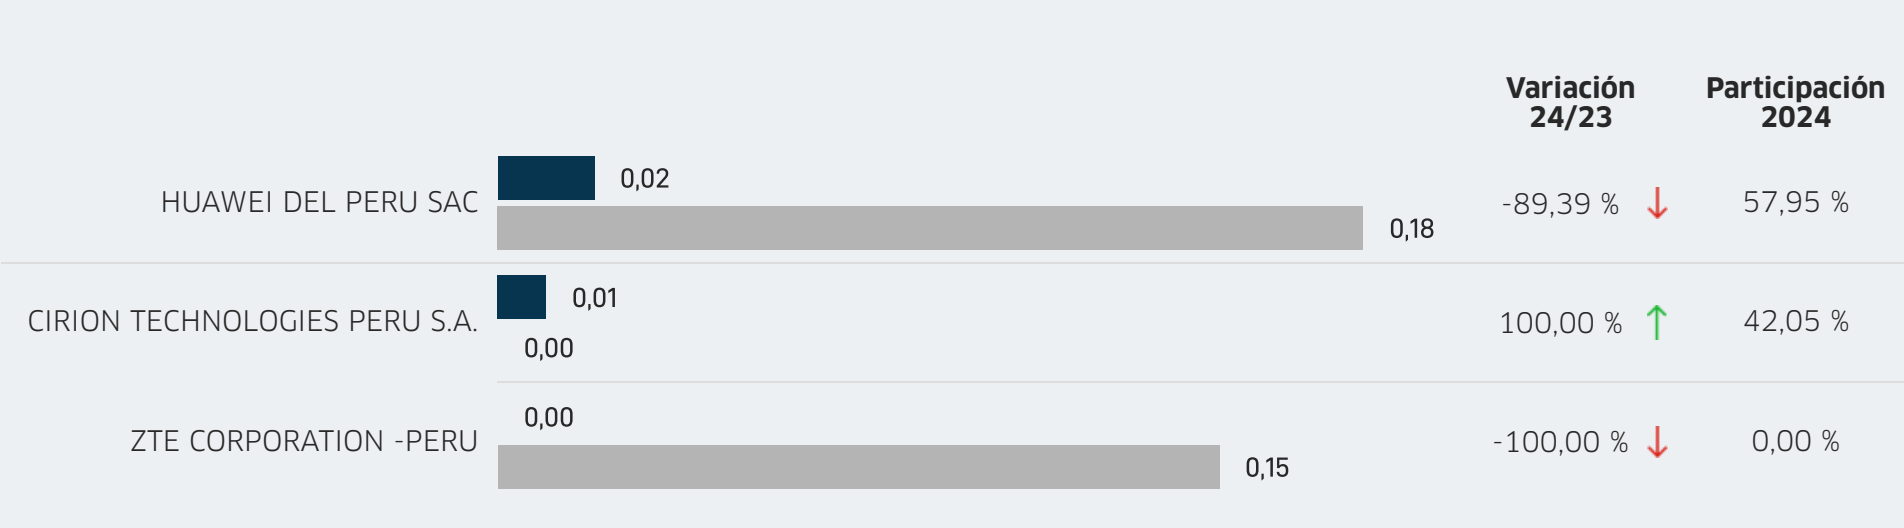 Variación
24/23
Participación
2024
HUAWEI DEL PERU SAC
0,02
0,18
-89,39 %
57,95 %
CIRION TECHNOLOGIES PERU S.A.
0,01
0,00
100,00 %
42,05 %
ZTE CORPORATION -PERU
0,00
0,15
-100,00 %
0,00 %